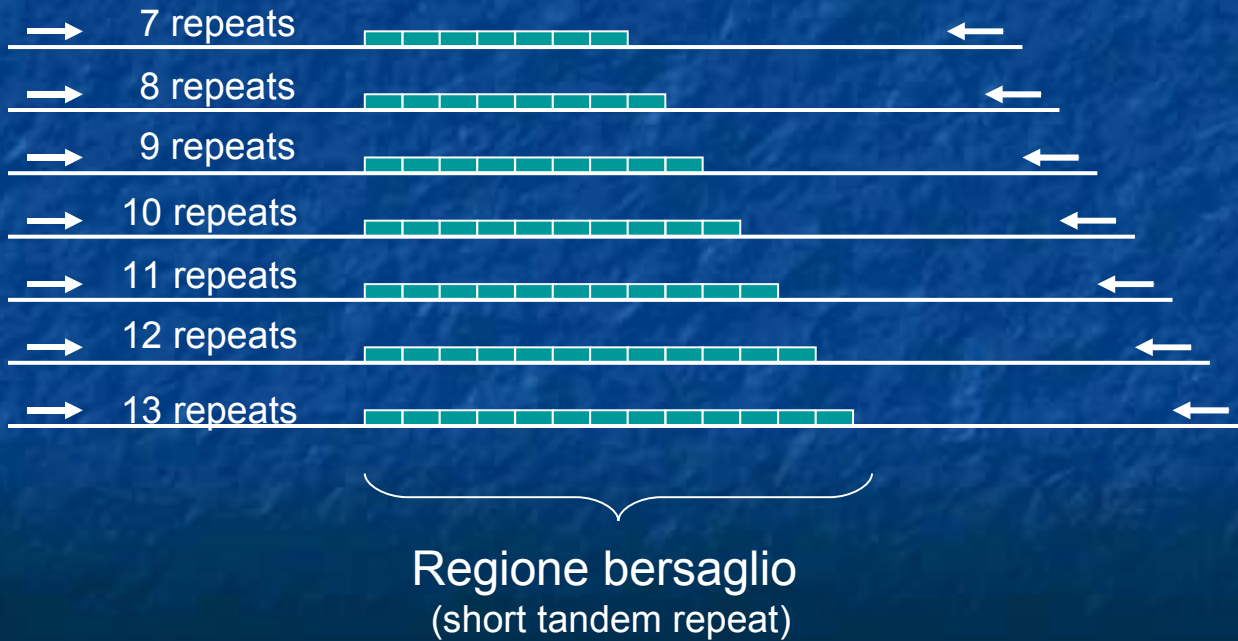 7 repeats
8 repeats
9 repeats
10 repeats
11 repeats
12 repeats
13 repeats
Regione bersaglio
(short tandem repeat)